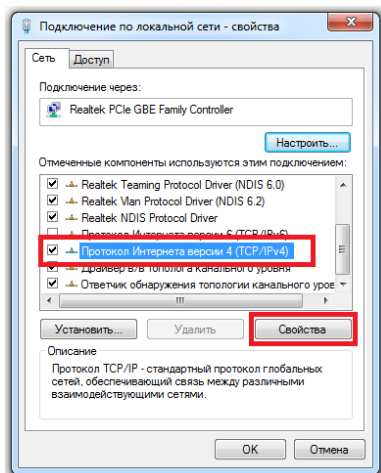 Подключение по локальной сети - свойства
Сеть
Доступ
Подключение через:
Realtek PCIe GBE Family Controller
Настроить...
Отмеченные компоненты используются этим подключением:
Realtek Teaming Protocol Driver (NDIS 6.0)
Realtek Vlan Protocol Driver (NDIS 6.2)
Realtek NDIS Protocol Driver
Протокол Интернета версии 6 (TCP/IPv6)
Протокол Интернета версии 4 (TCP/IPv4)
Драйвер в/в тополога канального уровня
Ответчик обнаружения топологии канального уров
Установить...
Удалить
Свойства
Описание
Протокол TCP/IP - стандартный протокол глобальных
сетей, обеспечивающий связь между различными
взаимодействующими сетями.
OK
Отмена